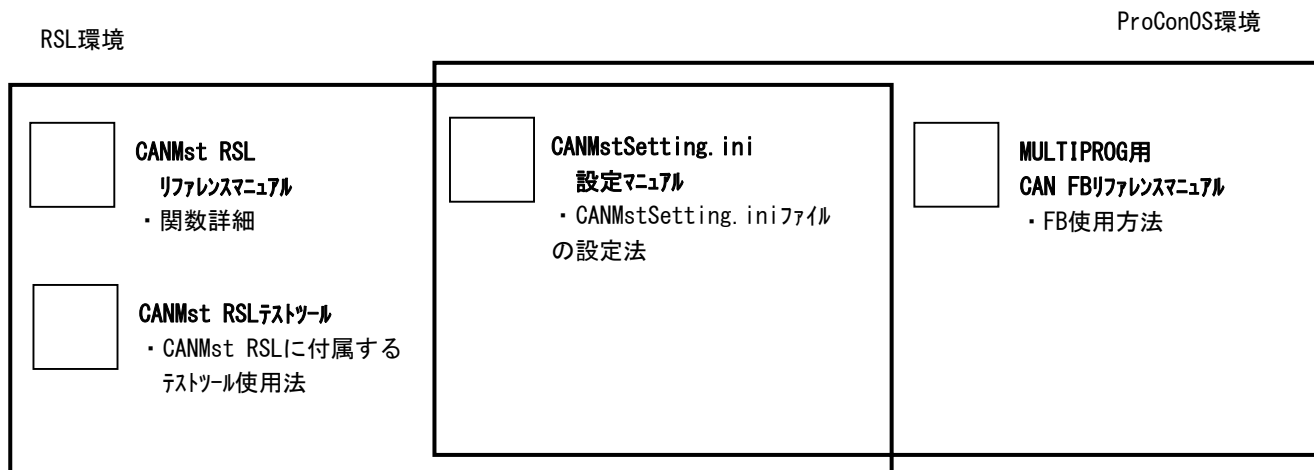 RSL環境
ProConOS環境
CANMst RSL
リファレンスマニュアル
・関数詳細
CANMst RSLテストツール
・CANMst RSLに付属する
テストツール使用法
CANMstSetting.ini
設定マニュアル
・CANMstSetting.iniファイル
の設定法
MULTIPROG用
CAN FBリファレンスマニュアル
・FB使用方法